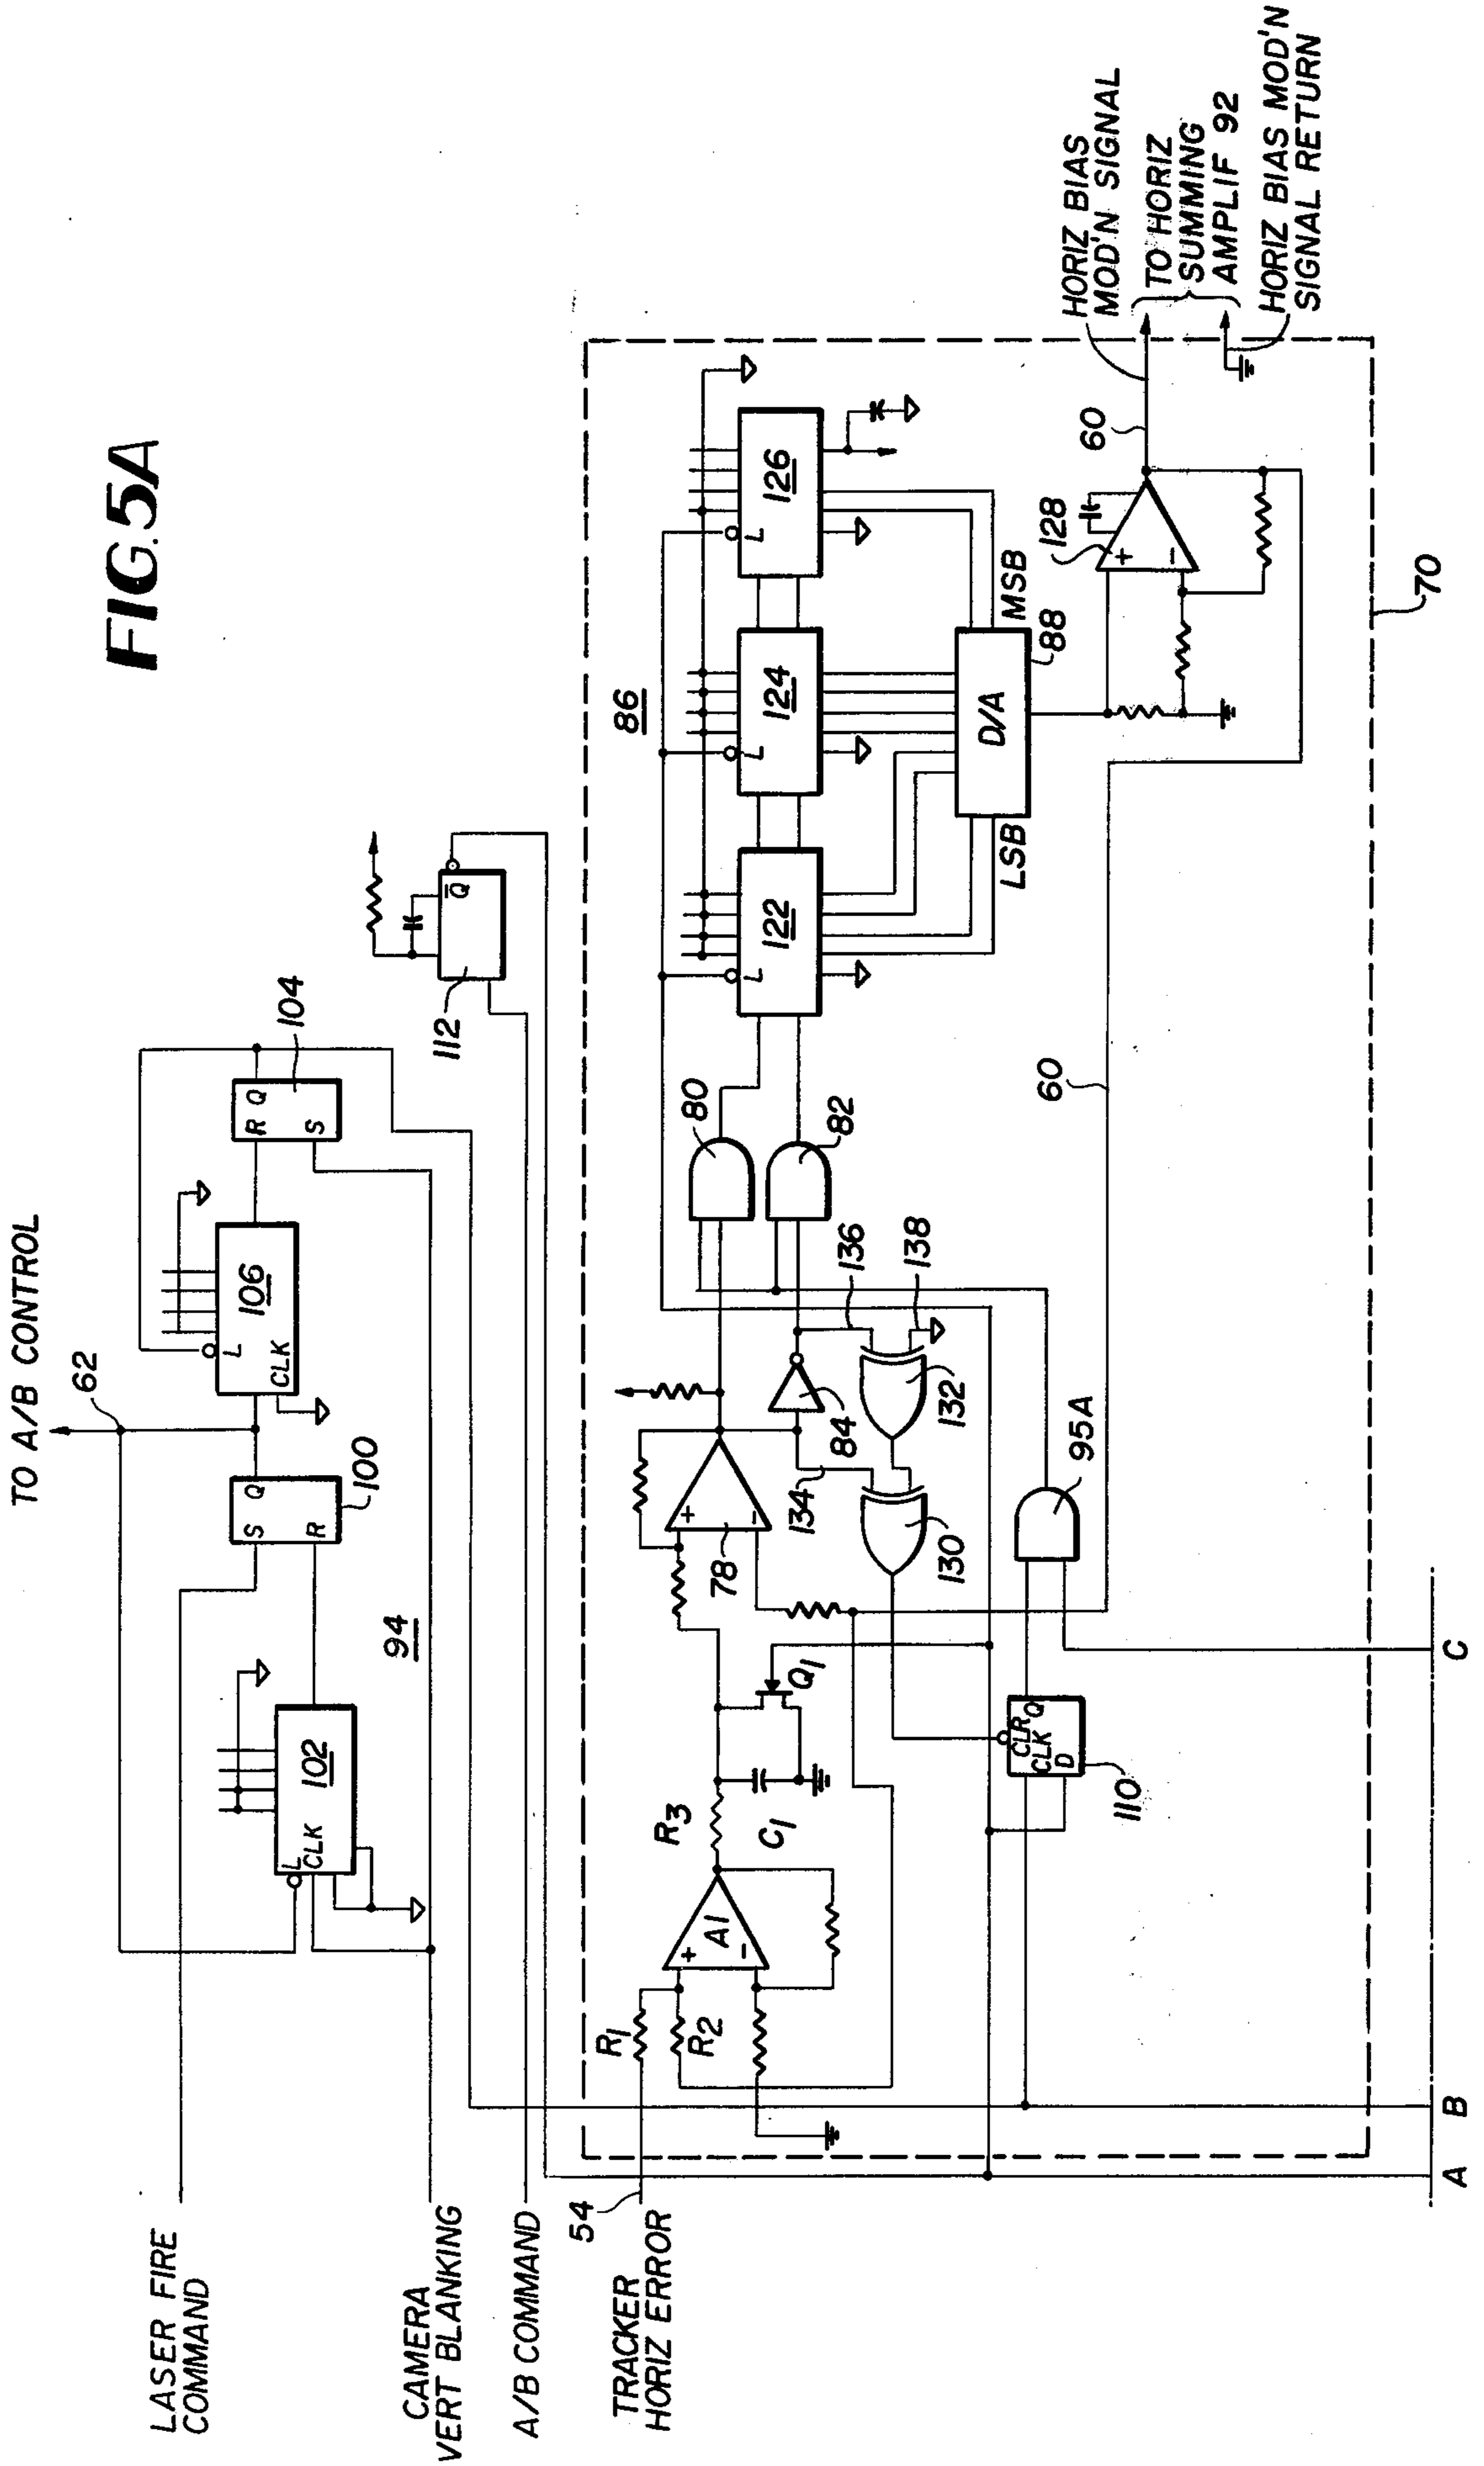 FIG. 5A
TO A/B CONTROL
62
LASER FIRE
COMMAND
CAMERA
VERT BLANKING
A/B COMMAND
94
102
L
CLK
100
S
Q
R
106
L
CLK
104
R
Q
S
112
Q̅
54
TRACKER
HORIZ ERROR
R1
R2
A1
+
−
R3
C1
Q1
78
+
−
84
134
136
138
130
132
110
CLR
CLK
D
Q
95A
80
82
86
122
L
124
L
126
L
D/A
LSB
MSB
88
128
+
−
60
60
70
HORIZ BIAS
MOD'N SIGNAL
TO HORIZ
SUMMING
AMPLIF 92
HORIZ BIAS MOD'N
SIGNAL RETURN
A
B
C